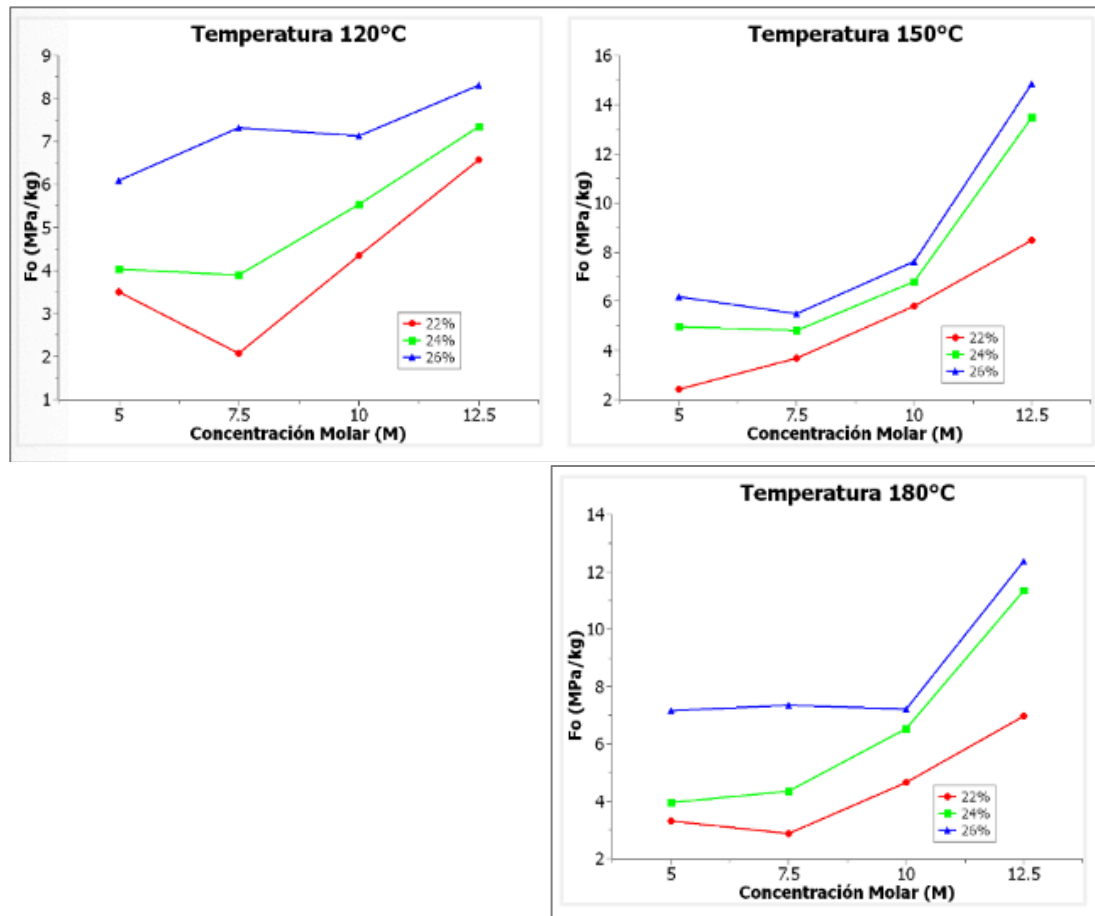 Temperatura 120°C
9
8
7
6
5
4
3
2
1
Fo (MPa/kg)
22%
24%
26%
5 7.5 10 12.5
Concentración Molar (M)
Temperatura 150°C
16
14
12
10
8
6
4
2
Fo (MPa/kg)
22%
24%
26%
5 7.5 10 12.5
Concentración Molar (M)
Temperatura 180°C
14
12
10
8
6
4
2
Fo (MPa/kg)
22%
24%
26%
5 7.5 10 12.5
Concentración Molar (M)